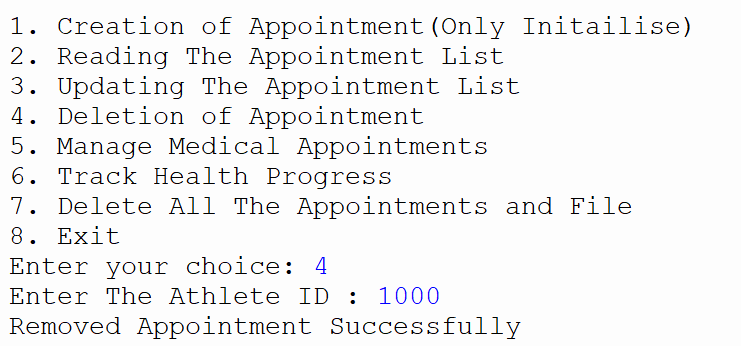 1. Creation of Appointment(Only Initailise)
2. Reading The Appointment List
3. Updating The Appointment List
4. Deletion of Appointment
5. Manage Medical Appointments
6. Track Health Progress
7. Delete All The Appointments and File
8. Exit
Enter your choice: 4
Enter The Athlete ID : 1000
Removed Appointment Successfully